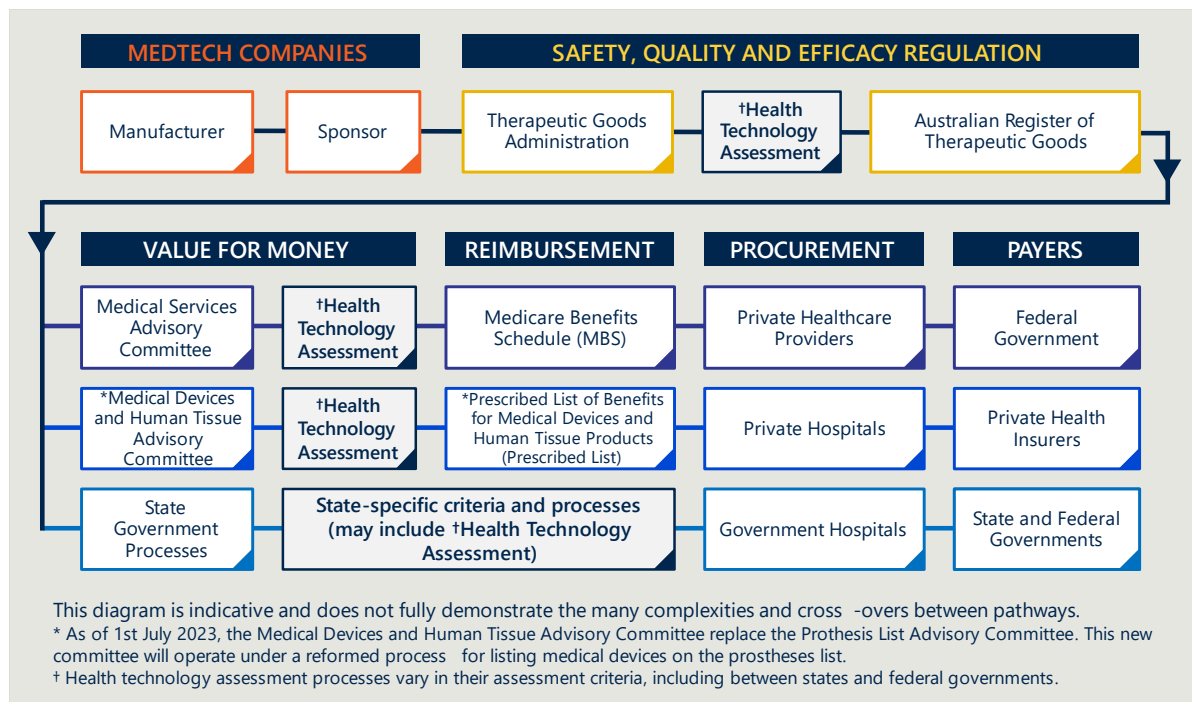 MEDTECH COMPANIES
SAFETY, QUALITY AND EFFICACY REGULATION
Manufacturer
Sponsor
Therapeutic Goods
Administration
†Health
Technology
Assessment
Australian Register of
Therapeutic Goods
VALUE FOR MONEY
REIMBURSEMENT
PROCUREMENT
PAYERS
Medical Services
Advisory
Committee
†Health
Technology
Assessment
Medicare Benefits
Schedule (MBS)
Private Healthcare
Providers
Federal
Government
*Medical Devices
and Human Tissue
Advisory
Committee
†Health
Technology
Assessment
*Prescribed List of Benefits
for Medical Devices and
Human Tissue Products
(Prescribed List)
Private Hospitals
Private Health
Insurers
State
Government
Processes
State-specific criteria and processes
(may include †Health Technology
Assessment)
Government Hospitals
State and Federal
Governments
This diagram is indicative and does not fully demonstrate the many complexities and cross -overs between pathways.
* As of 1st July 2023, the Medical Devices and Human Tissue Advisory Committee replace the Prothesis List Advisory Committee. This new
committee will operate under a reformed process for listing medical devices on the prostheses list.
† Health technology assessment processes vary in their assessment criteria, including between states and federal governments.